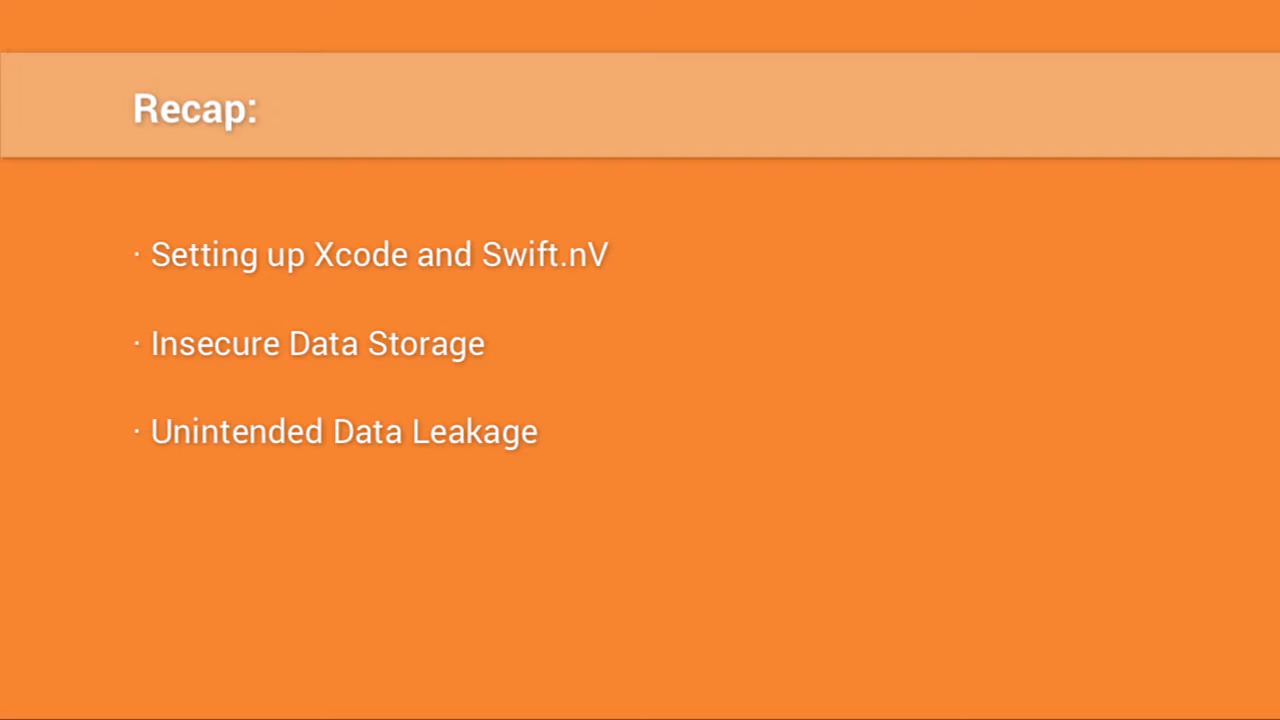 Recap:
· Setting up Xcode and Swift.nV
· Insecure Data Storage
· Unintended Data Leakage